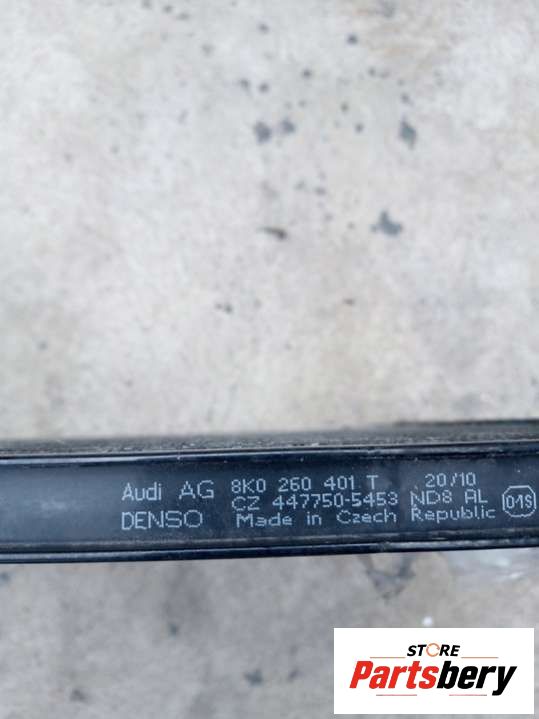 Audi AG 8K0 260 401 T 20/10
DENSO CZ 447750-5453 ND8 AL
Made in Czech Republic
STORE
Partsbery